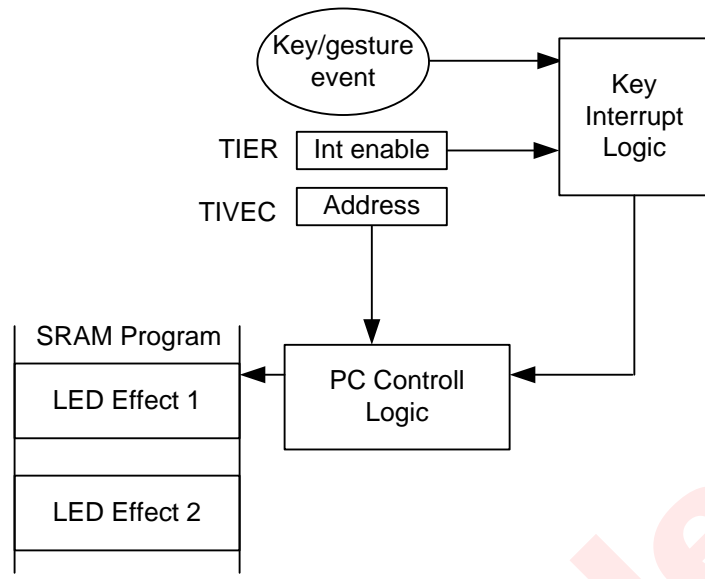 Key/gesture
event
Key
Interrupt
Logic
TIER
Int enable
TIVEC
Address
SRAM Program
PC Controll
Logic
LED Effect 1
LED Effect 2